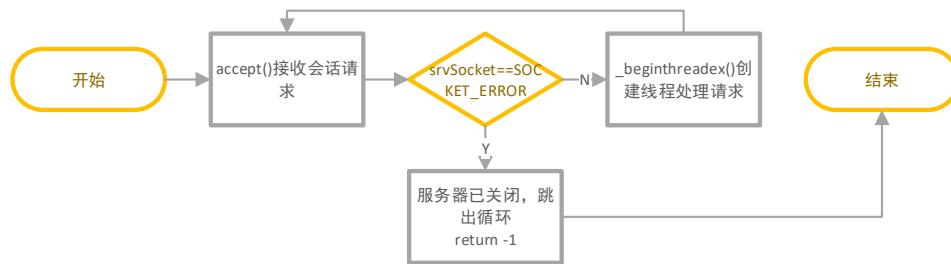 开始
accept()接收会话请
求
srvSocket==SOC
KET_ERROR
N
_beginthreadex()创
建线程处理请求
结束
Y
服务器已关闭，跳
出循环
return -1